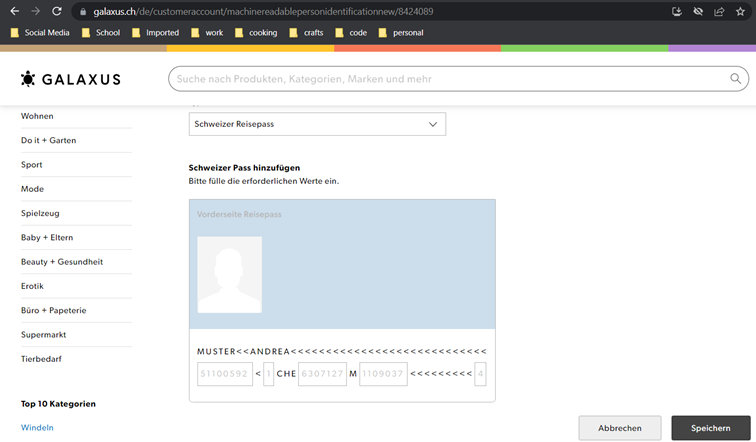 galaxus.ch/de/customeraccount/machinereadablepersonidentificationnew/8424089
Social Media School Imported work cooking crafts code personal
GALAXUS
Suche nach Produkten, Kategorien, Marken und mehr
Wohnen
Do it + Garten
Sport
Mode
Spielzeug
Baby + Eltern
Beauty + Gesundheit
Erotik
Büro + Papeterie
Supermarkt
Tierbedarf
Top 10 Kategorien
Windeln
Schweizer Reisepass
Schweizer Pass hinzufügen
Bitte fülle die erforderlichen Werte ein.
Vorderseite Reisepass
MUSTER<<ANDREA<<<<<<<<<<<<<<<<<<<<<<<<<<<<
51100592 < 1 CHE 6307127 M 1109037 <<<<<<<<< 4
Abbrechen Speichern